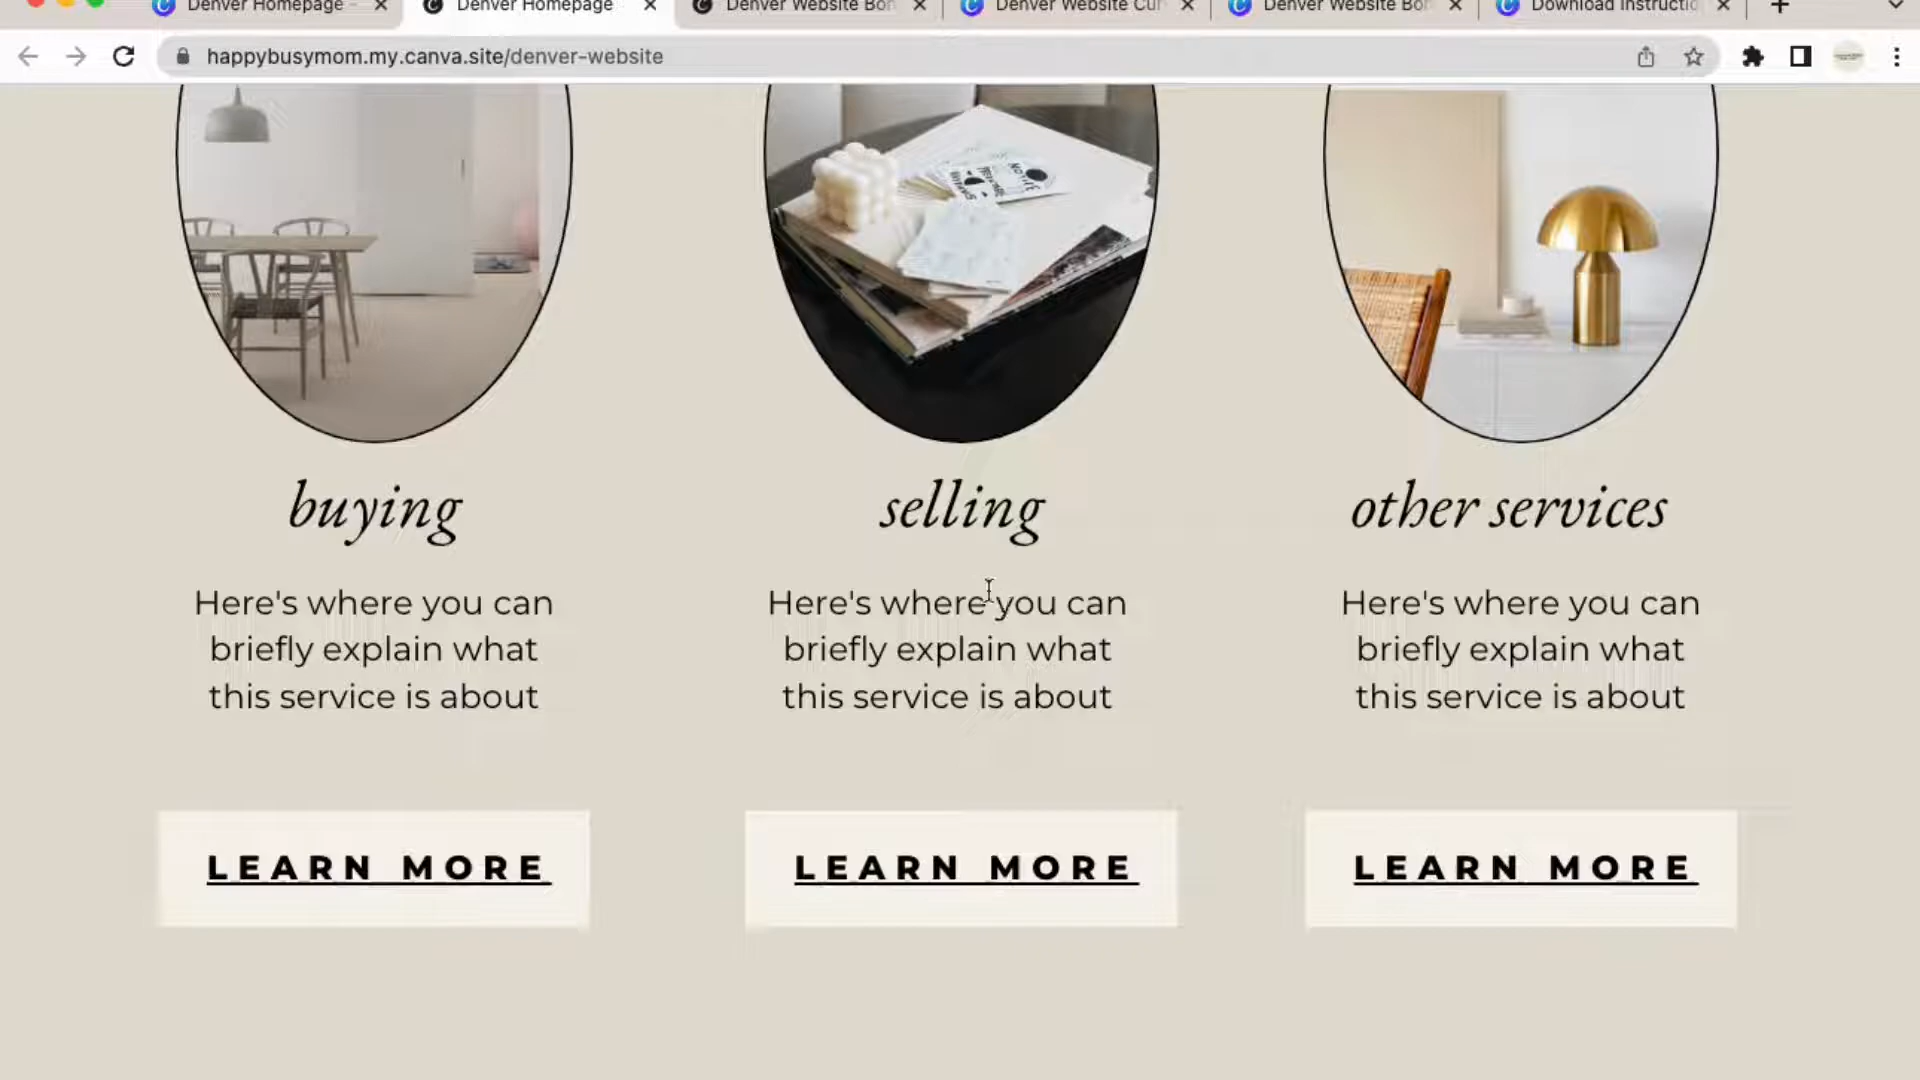 Denver Homepage -
Denver Homepage
Denver Website Bon
Denver Website Cur
Denver Website Bon
Download Instructio
happybusymom.my.canva.site/denver-website
buying
selling
other services
Here's where you can
briefly explain what
this service is about
Here's where you can
briefly explain what
this service is about
Here's where you can
briefly explain what
this service is about
LEARN MORE
LEARN MORE
LEARN MORE